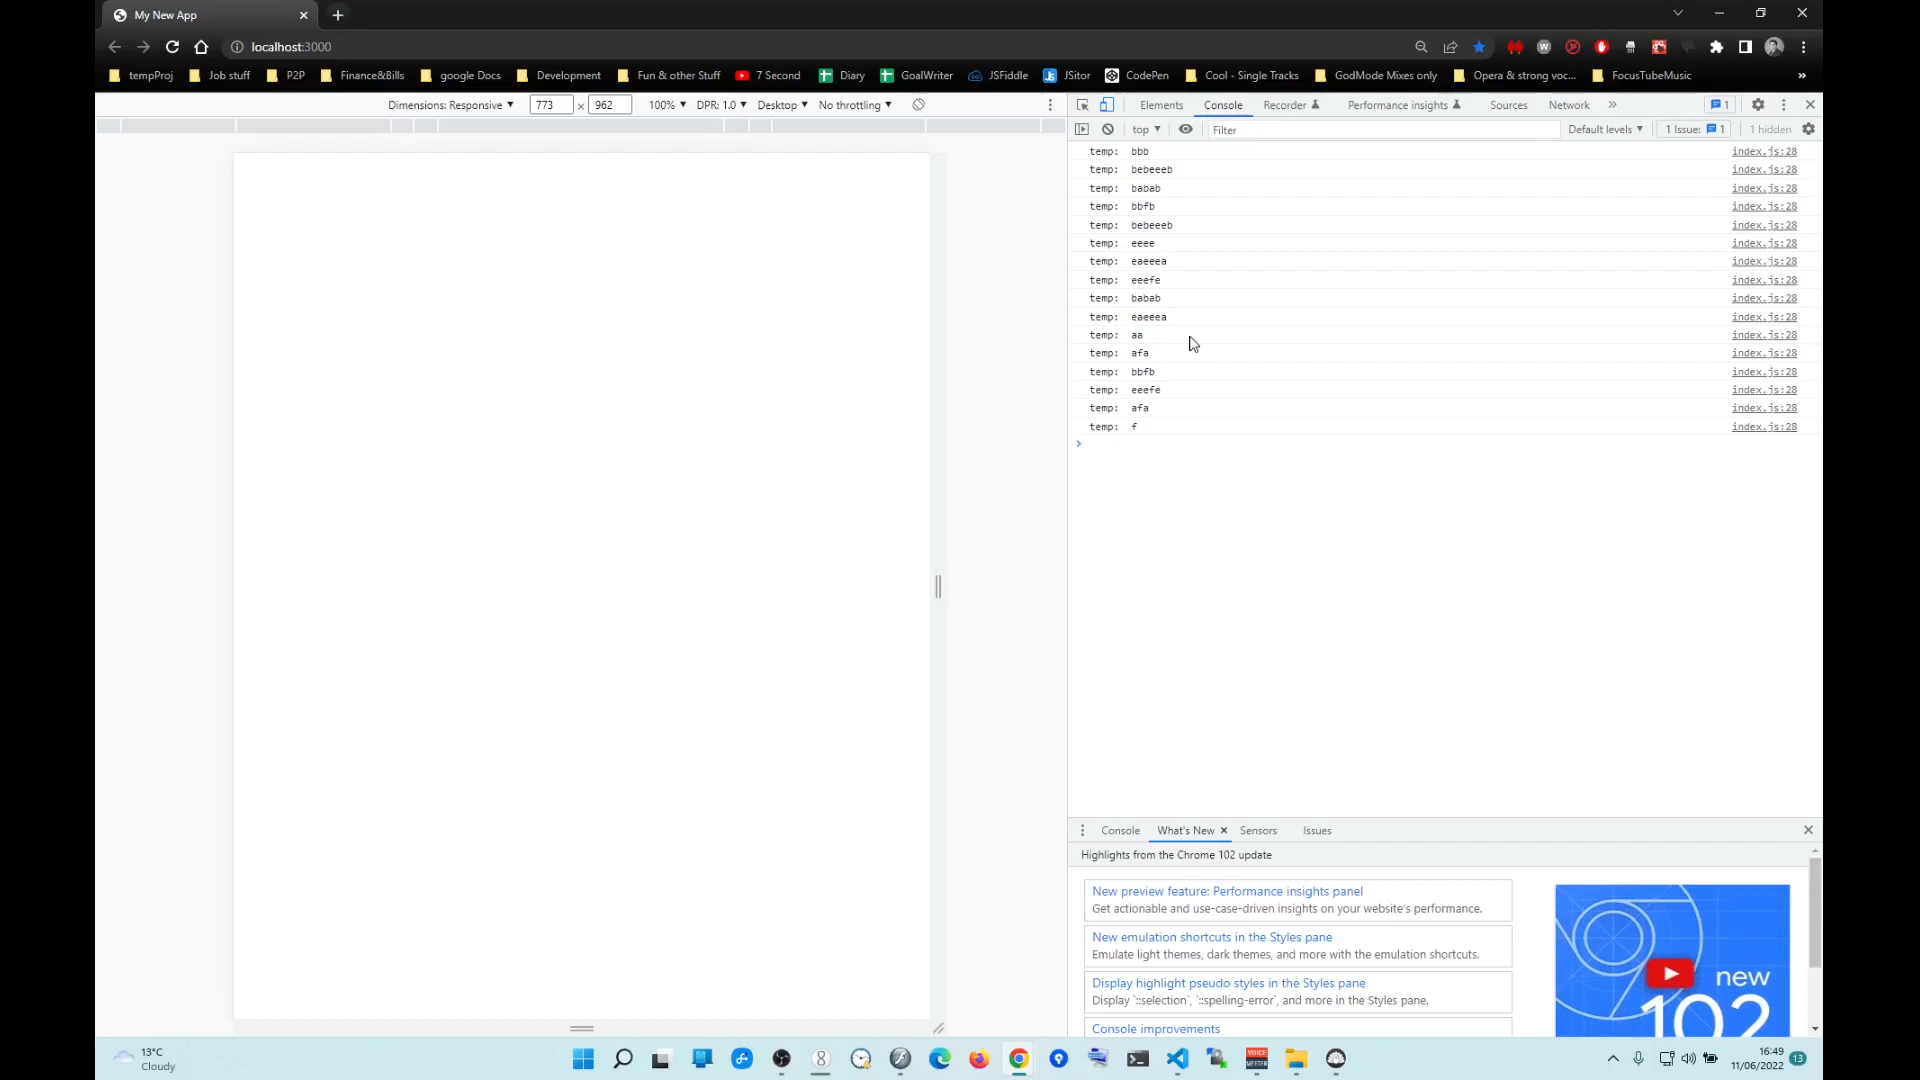 My New App
localhost:3000
tempProj Job stuff P2P Finance&Bills google Docs Development Fun & other Stuff 7 Second Diary GoalWriter JSFiddle JSitor CodePen Cool - Single Tracks GodMode Mixes only Opera & strong voc... FocusTubeMusic »
Dimensions: Responsive 773 × 962 100% DPR: 1.0 Desktop No throttling
Elements Console Recorder Performance insights Sources Network » 1
top Filter Default levels 1 Issue: 1 1 hidden
temp: bbb index.js:28
temp: bebeeeb index.js:28
temp: babab index.js:28
temp: bbfb index.js:28
temp: bebeeeb index.js:28
temp: eeee index.js:28
temp: eaeeea index.js:28
temp: eeefe index.js:28
temp: babab index.js:28
temp: eaeeea index.js:28
temp: aa index.js:28
temp: afa index.js:28
temp: bbfb index.js:28
temp: eeefe index.js:28
temp: afa index.js:28
temp: f index.js:28
Console What's New Sensors Issues
Highlights from the Chrome 102 update
New preview feature: Performance insights panel
Get actionable and use-case-driven insights on your website's performance.
New emulation shortcuts in the Styles pane
Emulate light themes, dark themes, and more with the emulation shortcuts.
Display highlight pseudo styles in the Styles pane
Display `::selection`, `::spelling-error`, and more in the Styles pane.
Console improvements
new
102
13°C
Cloudy
VOICE
16:49
11/06/2022
13